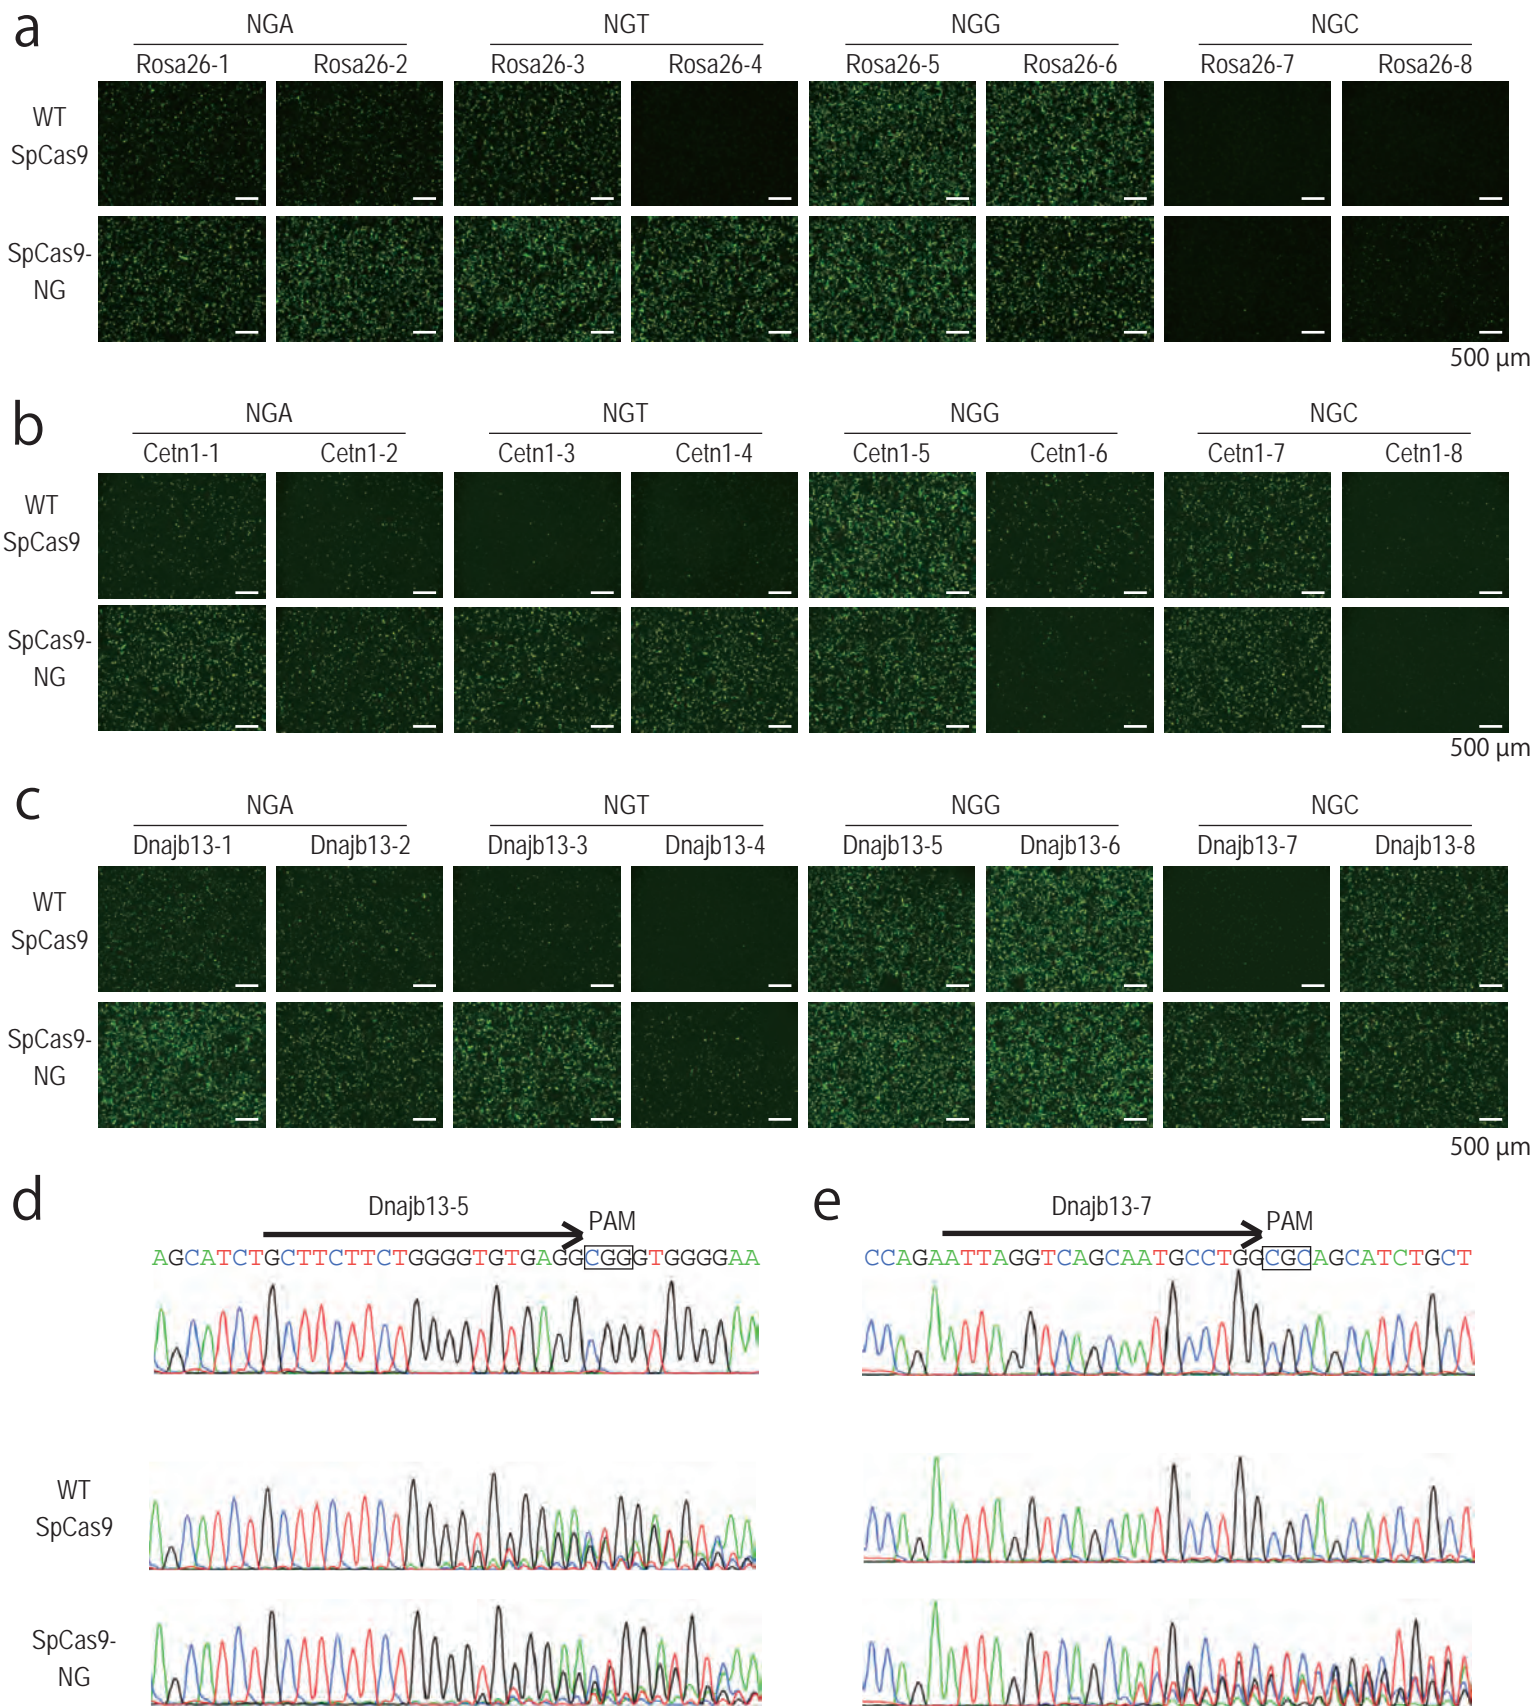 a
NGA NGT NGG NGC
Rosa26-1 Rosa26-2 Rosa26-3 Rosa26-4 Rosa26-5 Rosa26-6 Rosa26-7 Rosa26-8
WT
SpCas9
SpCas9-
NG
500 µm
b
NGA NGT NGG NGC
Cetn1-1 Cetn1-2 Cetn1-3 Cetn1-4 Cetn1-5 Cetn1-6 Cetn1-7 Cetn1-8
WT
SpCas9
SpCas9-
NG
500 µm
c
NGA NGT NGG NGC
Dnajb13-1 Dnajb13-2 Dnajb13-3 Dnajb13-4 Dnajb13-5 Dnajb13-6 Dnajb13-7 Dnajb13-8
WT
SpCas9
SpCas9-
NG
500 µm
d
Dnajb13-5
PAM
AGCATCTGCTTCTTCTGGGGTGTGAGGCGGGTGGGGAA
WT
SpCas9
SpCas9-
NG
e
Dnajb13-7
PAM
CCAGAATTAGGTCAGCAATGCCTGGCGCAGCATCTGCT